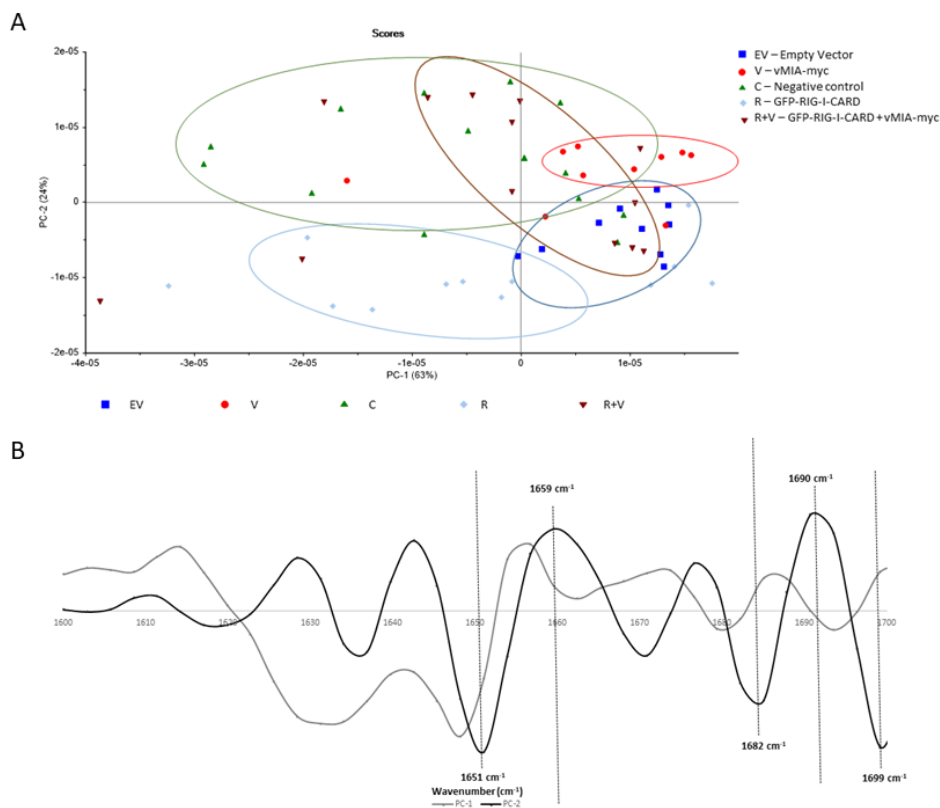 A
Scores
EV – Empty Vector
V – vMIA-myc
C – Negative control
R – GFP-RIG-I-CARD
R+V – GFP-RIG-I-CARD + vMIA-myc
2e-05
1e-05
0
-1e-05
-2e-05
PC-2 (24%)
-4e-05 -3e-05 -2e-05 -1e-05 0 1e-05
PC-1 (63%)
EV V C R R+V
B
1659 cm-1
1690 cm-1
1600 1610 1620 1630 1640 1650 1660 1670 1680 1690 1700
1682 cm-1
1651 cm-1
1699 cm-1
Wavenumber (cm-1)
PC-1 PC-2